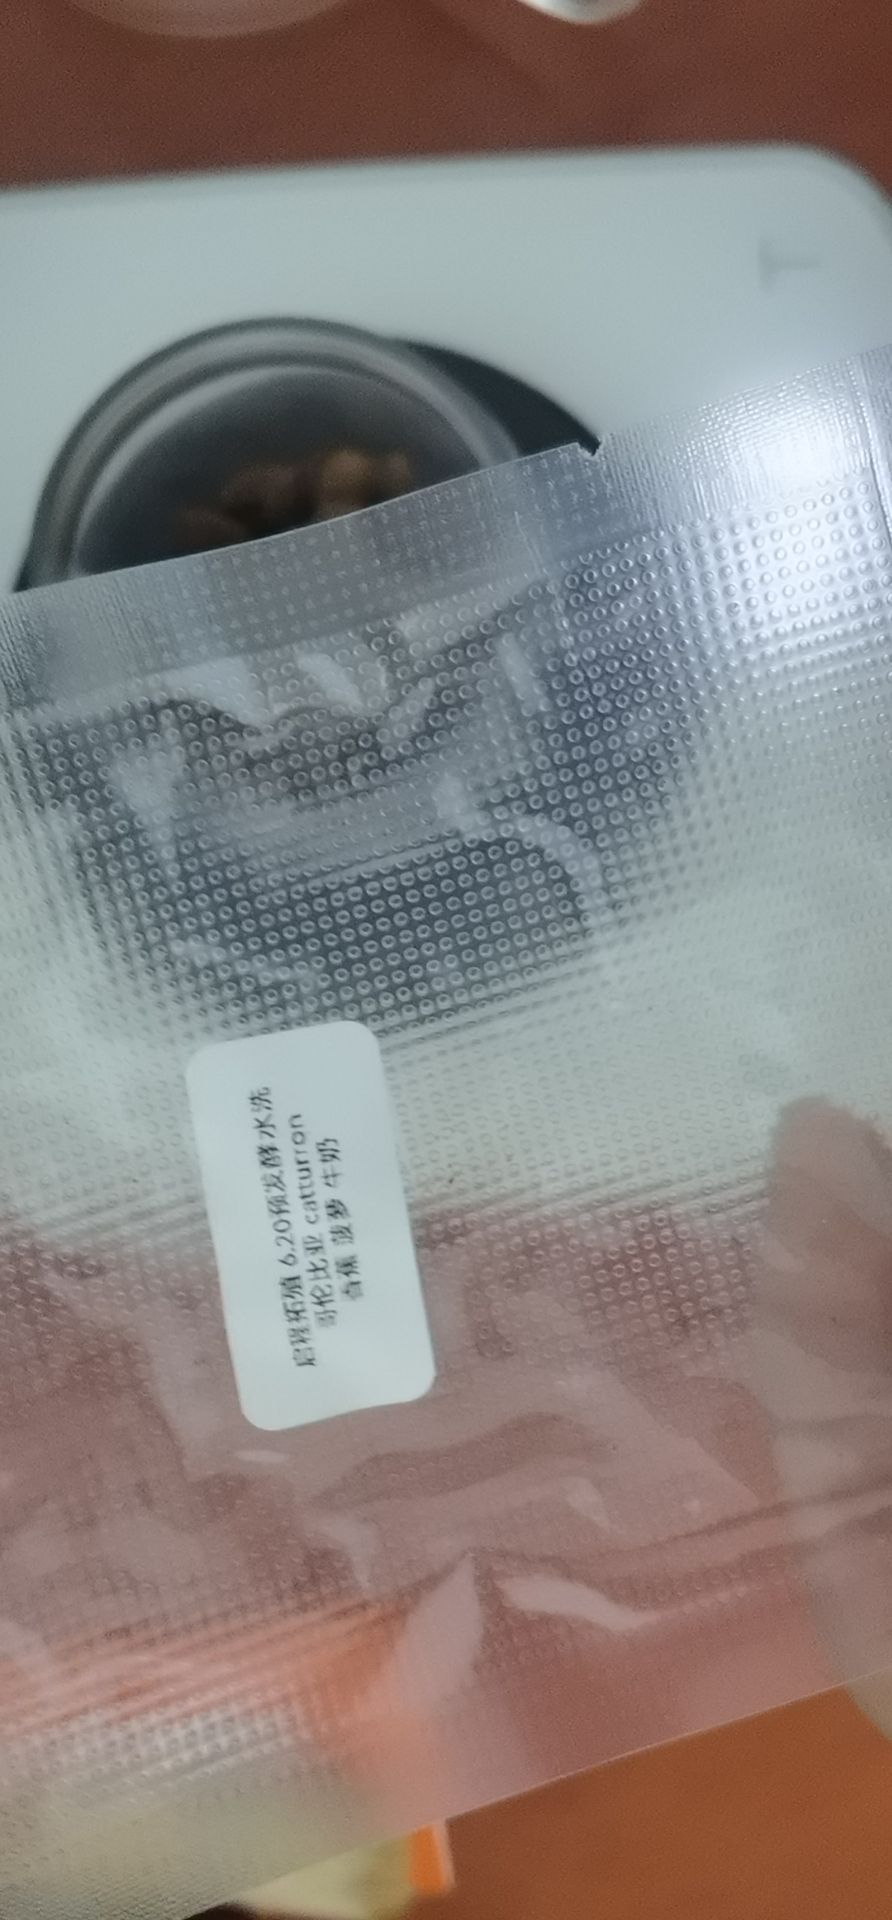 启程拓殖 6.20预发酵水洗
哥伦比亚 catturron
香蕉 菠萝 牛奶